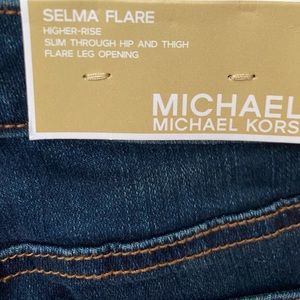 SELMA FLARE
HIGHER-RISE
SLIM THROUGH HIP AND THIGH
FLARE LEG OPENING
MICHAEL
MICHAEL KORS